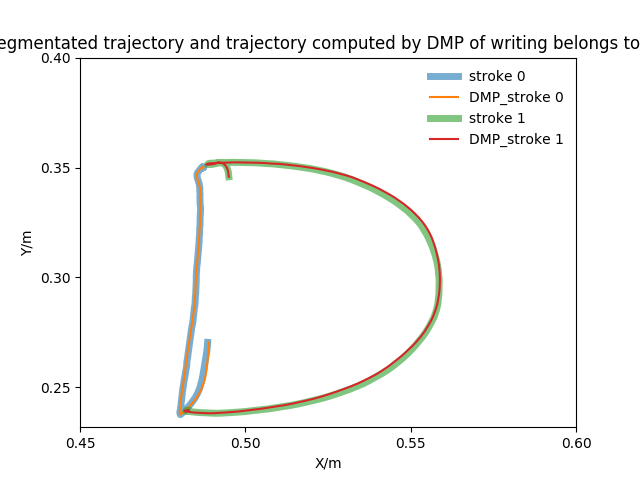 egmentated trajectory and trajectory computed by DMP of writing belongs to
0.40
stroke 0
DMP_stroke 0
stroke 1
DMP_stroke 1
0.35
Y/m
0.30
0.25
0.45 0.50 0.55 0.60
X/m